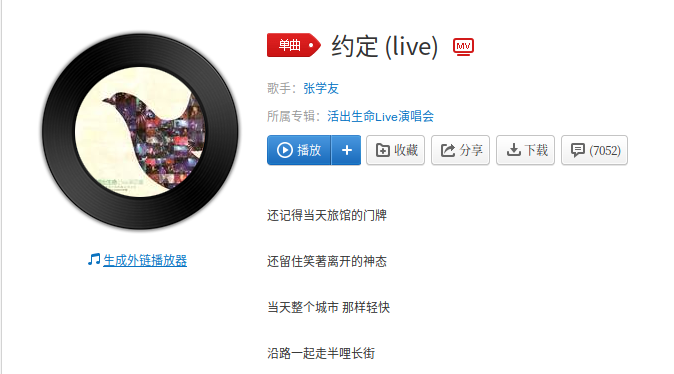 单曲 约定 (live) MV
歌手：张学友
所属专辑：活出生命Live演唱会
播放 + 收藏 分享 下载 (7052)
还记得当天旅馆的门牌
还留住笑著离开的神态
生成外链播放器
当天整个城市 那样轻快
沿路一起走半哩长街